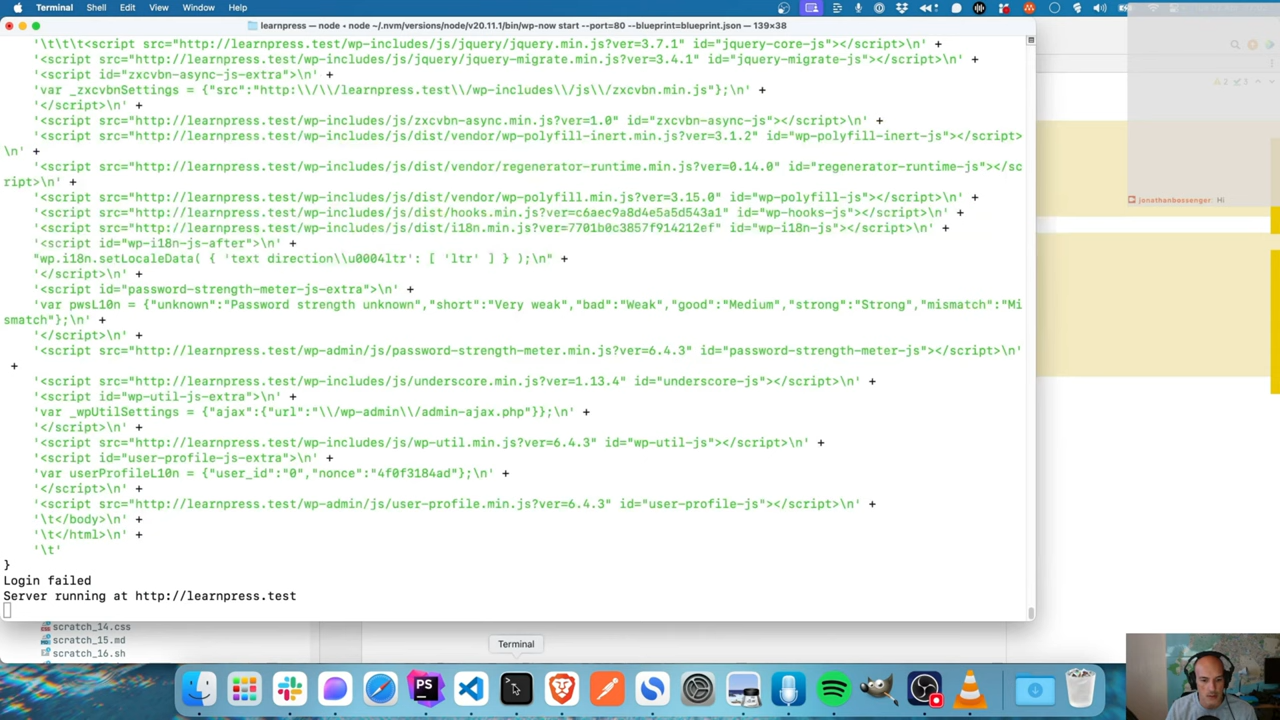 Terminal Shell Edit View Window Help
learnpress — node • node ~/.nvm/versions/node/v20.11.1/bin/wp-now start --port=80 --blueprint=blueprint.json — 139×38
'\t\t\t<script src="http://learnpress.test/wp-includes/js/jquery/jquery.min.js?ver=3.7.1" id="jquery-core-js"></script>\n' +
'<script src="http://learnpress.test/wp-includes/js/jquery/jquery-migrate.min.js?ver=3.4.1" id="jquery-migrate-js"></script>\n' +
'<script id="zxcvbn-async-js-extra">\n' +
'var _zxcvbnSettings = {"src":"http:\\/\\/learnpress.test\\/wp-includes\\/js\\/zxcvbn.min.js"};\n' +
'</script>\n' +
'<script src="http://learnpress.test/wp-includes/js/zxcvbn-async.min.js?ver=1.0" id="zxcvbn-async-js"></script>\n' +
'<script src="http://learnpress.test/wp-includes/js/dist/vendor/wp-polyfill-inert.min.js?ver=3.1.2" id="wp-polyfill-inert-js"></script>
\n' +
'<script src="http://learnpress.test/wp-includes/js/dist/vendor/regenerator-runtime.min.js?ver=0.14.0" id="regenerator-runtime-js"></sc
ript>\n' +
'<script src="http://learnpress.test/wp-includes/js/dist/vendor/wp-polyfill.min.js?ver=3.15.0" id="wp-polyfill-js"></script>\n' +
'<script src="http://learnpress.test/wp-includes/js/dist/hooks.min.js?ver=c6aec9a8d4e5a5d543a1" id="wp-hooks-js"></script>\n' +
'<script src="http://learnpress.test/wp-includes/js/dist/i18n.min.js?ver=7701b0c3857f914212ef" id="wp-i18n-js"></script>\n' +
'<script id="wp-i18n-js-after">\n' +
"wp.i18n.setLocaleData( { 'text direction\\u0004ltr': [ 'ltr' ] } );\n" +
'</script>\n' +
'<script id="password-strength-meter-js-extra">\n' +
'var pwsL10n = {"unknown":"Password strength unknown","short":"Very weak","bad":"Weak","good":"Medium","strong":"Strong","mismatch":"Mi
smatch"};\n' +
'</script>\n' +
'<script src="http://learnpress.test/wp-admin/js/password-strength-meter.min.js?ver=6.4.3" id="password-strength-meter-js"></script>\n'
+
'<script src="http://learnpress.test/wp-includes/js/underscore.min.js?ver=1.13.4" id="underscore-js"></script>\n' +
'<script id="wp-util-js-extra">\n' +
'var _wpUtilSettings = {"ajax":{"url":"\\/wp-admin\\/admin-ajax.php"}};\n' +
'</script>\n' +
'<script src="http://learnpress.test/wp-includes/js/wp-util.min.js?ver=6.4.3" id="wp-util-js"></script>\n' +
'<script id="user-profile-js-extra">\n' +
'var userProfileL10n = {"user_id":"0","nonce":"4f0f3184ad"};\n' +
'</script>\n' +
'<script src="http://learnpress.test/wp-admin/js/user-profile.min.js?ver=6.4.3" id="user-profile-js"></script>\n' +
'\t</body>\n' +
'\t</html>\n' +
'\t'
}
Login failed
Server running at http://learnpress.test
jonathanbossenger: Hi
scratch_14.css
scratch_15.md
scratch_16.sh
Terminal
PS